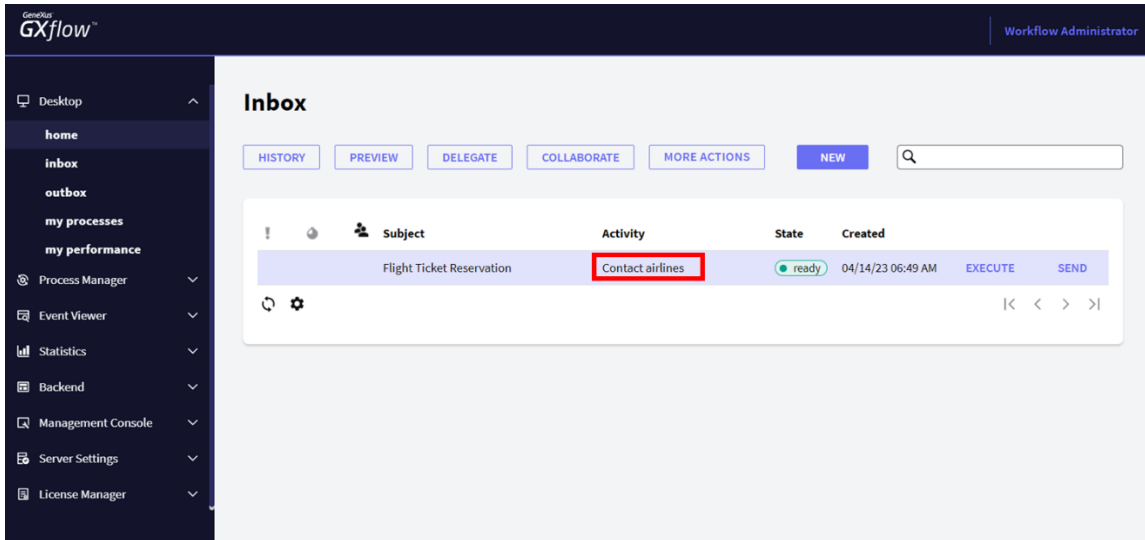 GeneXus
GXflow™
Workflow Administrator
Desktop
home
inbox
outbox
my processes
my performance
Process Manager
Event Viewer
Statistics
Backend
Management Console
Server Settings
License Manager
Inbox
HISTORY PREVIEW DELEGATE COLLABORATE MORE ACTIONS NEW
Subject Activity State Created
Flight Ticket Reservation Contact airlines ready 04/14/23 06:49 AM EXECUTE SEND